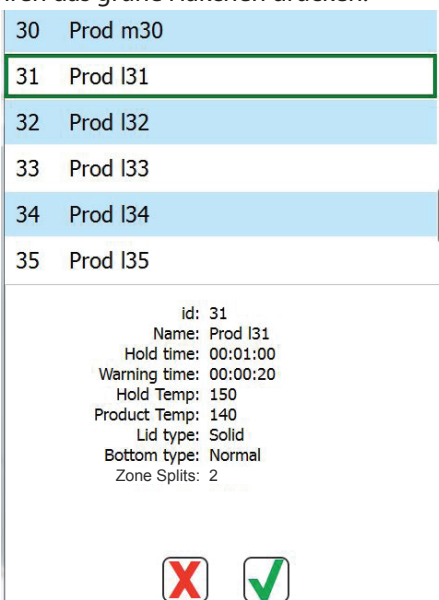 30 Prod m30
31 Prod l31
32 Prod l32
33 Prod l33
34 Prod l34
35 Prod l35
id: 31
Name: Prod l31
Hold time: 00:01:00
Warning time: 00:00:20
Hold Temp: 150
Product Temp: 140
Lid type: Solid
Bottom type: Normal
Zone Splits: 2